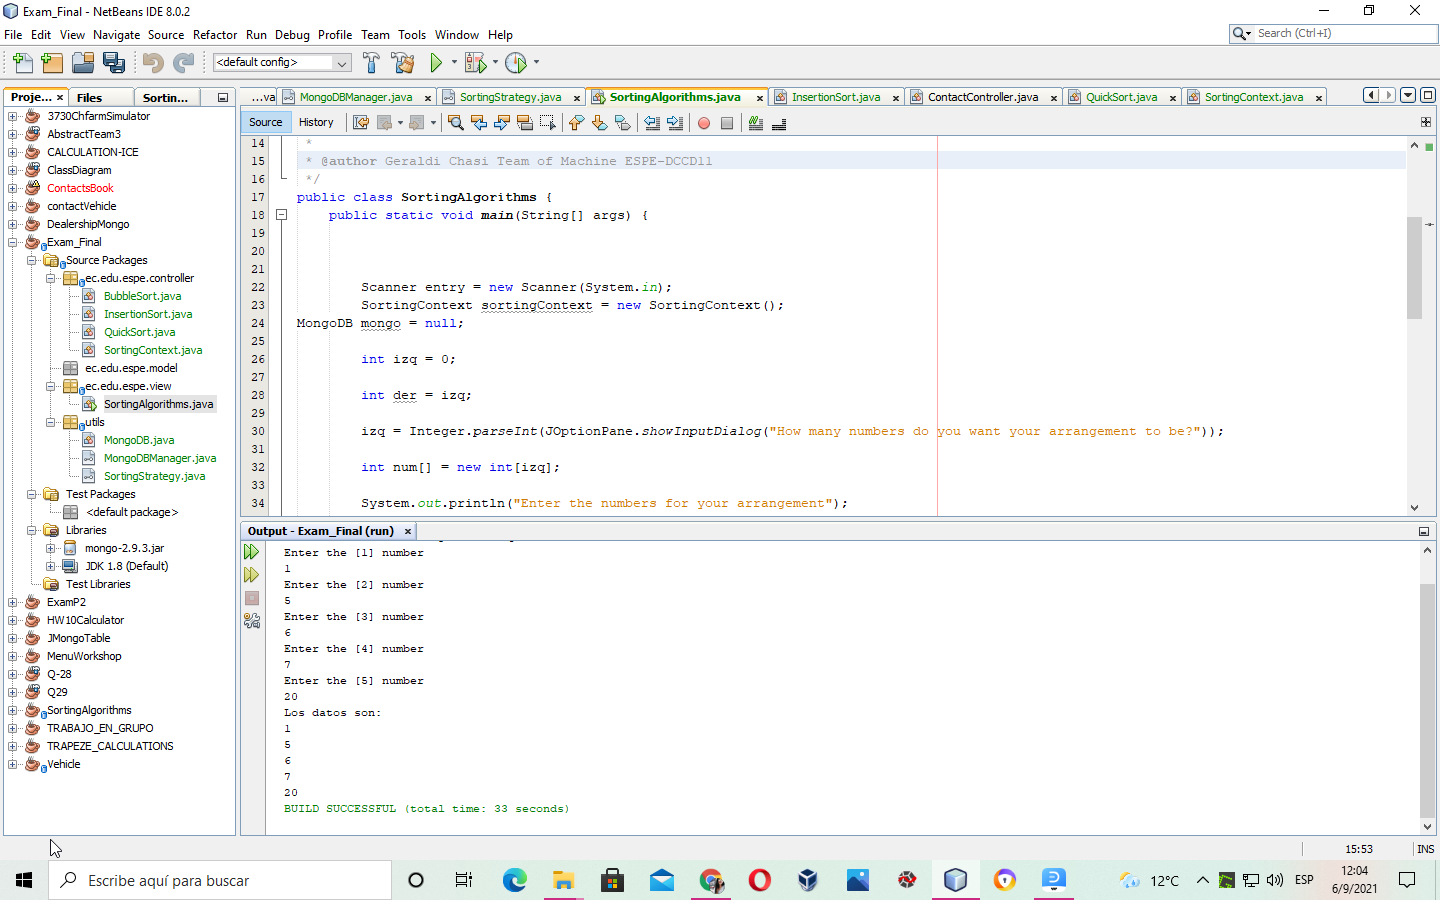 Exam_Final - NetBeans IDE 8.0.2
File Edit View Navigate Source Refactor Run Debug Profile Team Tools Window Help
Search (Ctrl+I)
<default config>
Proje... × Files Sortin...
...va MongoDBManager.java × SortingStrategy.java × SortingAlgorithms.java × InsertionSort.java × ContactController.java × QuickSort.java × SortingContext.java ×
Source History
3730ChfarmSimulator
AbstractTeam3
CALCULATION-ICE
ClassDiagram
ContactsBook
contactVehicle
DealershipMongo
Exam_Final
Source Packages
ec.edu.espe.controller
BubbleSort.java
InsertionSort.java
QuickSort.java
SortingContext.java
ec.edu.espe.model
ec.edu.espe.view
SortingAlgorithms.java
utils
MongoDB.java
MongoDBManager.java
SortingStrategy.java
Test Packages
<default package>
Libraries
mongo-2.9.3.jar
JDK 1.8 (Default)
Test Libraries
ExamP2
HW10Calculator
JMongoTable
MenuWorkshop
Q-28
Q29
SortingAlgorithms
TRABAJO_EN_GRUPO
TRAPEZE_CALCULATIONS
Vehicle
14 *
15 * @author Geraldi Chasi Team of Machine ESPE-DCCD11
16 */
17 public class SortingAlgorithms {
18 public static void main(String[] args) {
19
20
21
22 Scanner entry = new Scanner(System.in);
23 SortingContext sortingContext = new SortingContext();
24 MongoDB mongo = null;
25
26 int izq = 0;
27
28 int der = izq;
29
30 izq = Integer.parseInt(JOptionPane.showInputDialog("How many numbers do you want your arrangement to be?"));
31
32 int num[] = new int[izq];
33
34 System.out.println("Enter the numbers for your arrangement");
Output - Exam_Final (run) ×
Enter the [1] number
1
Enter the [2] number
5
Enter the [3] number
6
Enter the [4] number
7
Enter the [5] number
20
Los datos son:
1
5
6
7
20
BUILD SUCCESSFUL (total time: 33 seconds)
15:53 INS
Escribe aquí para buscar
12°C
ESP
12:04
6/9/2021